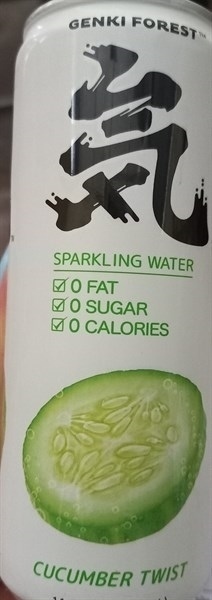 GENKI FOREST™
気
SPARKLING WATER
☑ 0 FAT
☑ 0 SUGAR
☑ 0 CALORIES
CUCUMBER TWIST